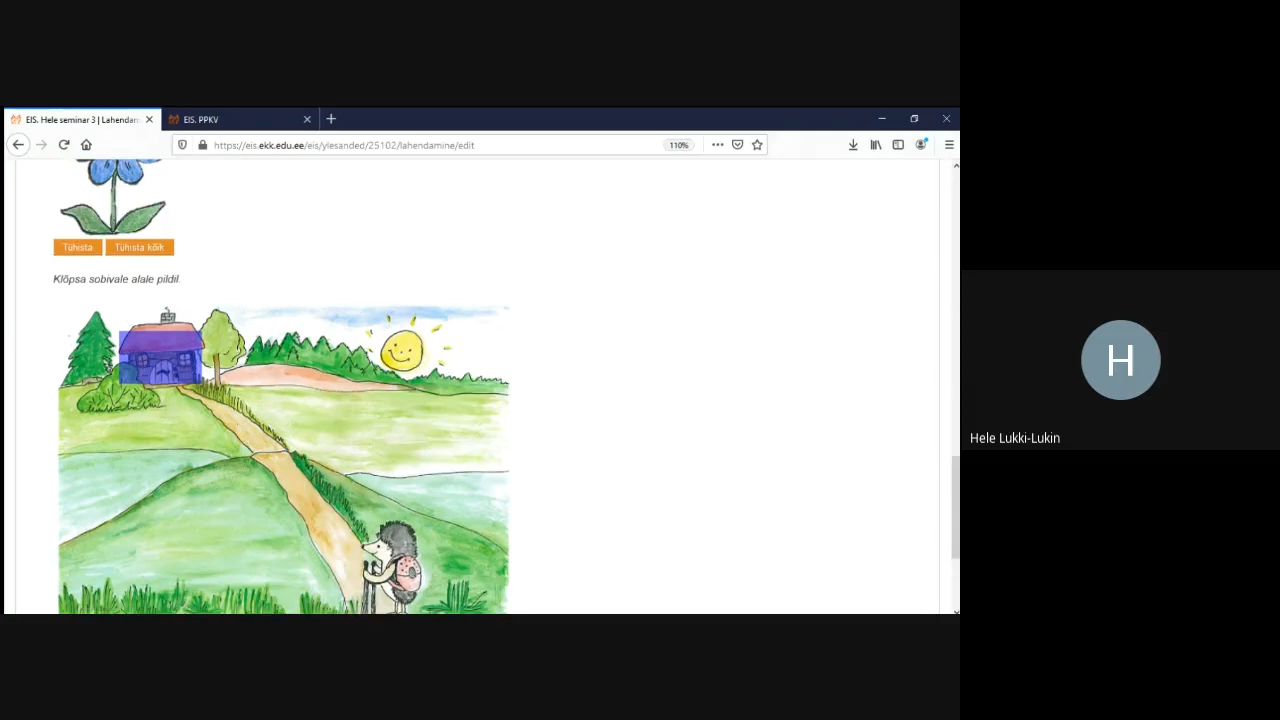 EIS. Hele seminar 3 | Lahendam
EIS. PPKV
https://eis.ekk.edu.ee/eis/ylesanded/25102/lahendamine/edit
110%
Tühista
Tühista kõik
Klõpsa sobivale alale pildil.
H
Hele Lukki-Lukin